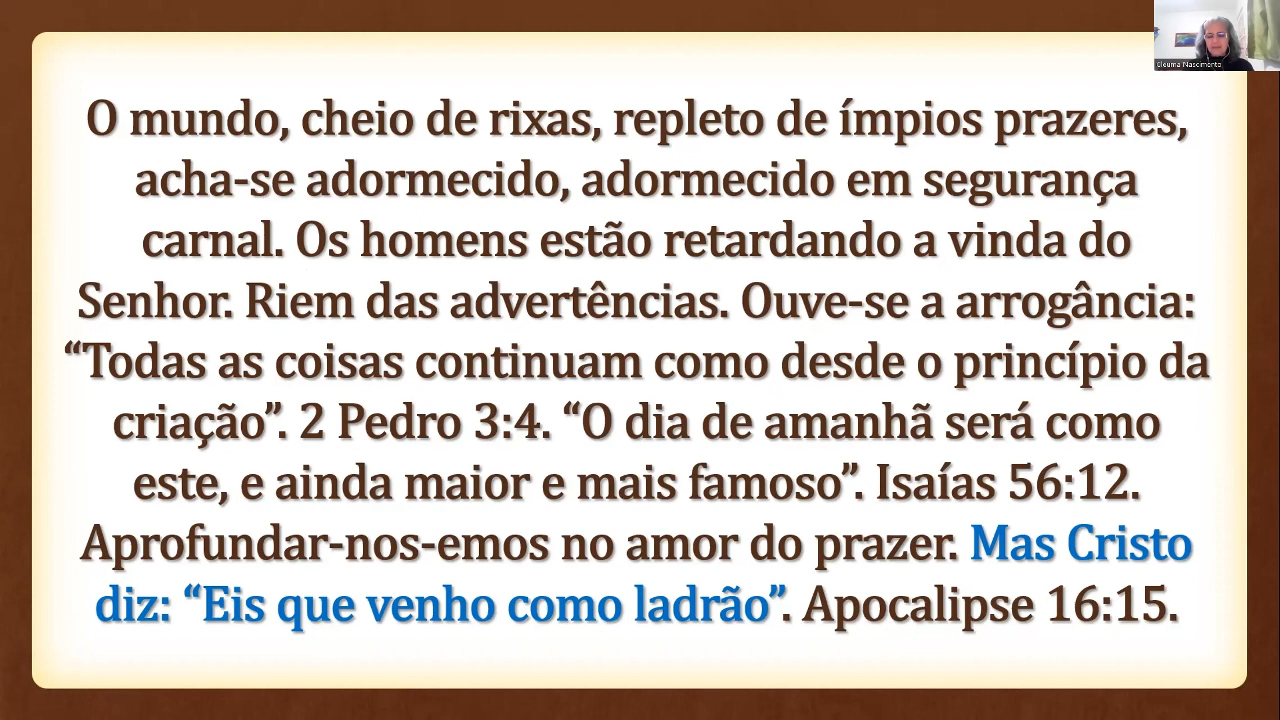 Cleuma Nascimento
O mundo, cheio de rixas, repleto de ímpios prazeres,
acha-se adormecido, adormecido em segurança
carnal. Os homens estão retardando a vinda do
Senhor. Riem das advertências. Ouve-se a arrogância:
“Todas as coisas continuam como desde o princípio da
criação”. 2 Pedro 3:4. “O dia de amanhã será como
este, e ainda maior e mais famoso”. Isaías 56:12.
Aprofundar-nos-emos no amor do prazer. Mas Cristo
diz: “Eis que venho como ladrão”. Apocalipse 16:15.